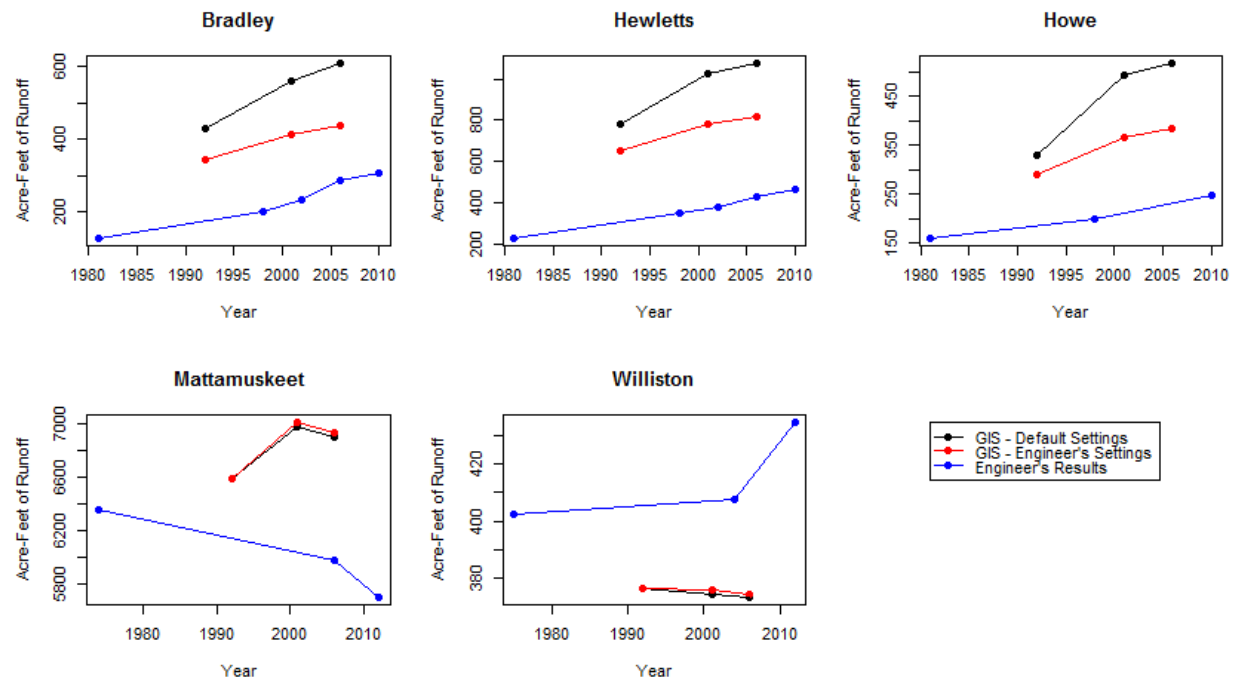 Bradley
Acre-Feet of Runoff
200 400 600
1980 1985 1990 1995 2000 2005 2010
Year
Hewletts
Acre-Feet of Runoff
200 400 600 800
1980 1985 1990 1995 2000 2005 2010
Year
Howe
Acre-Feet of Runoff
150 250 350 450
1980 1985 1990 1995 2000 2005 2010
Year
Mattamuskeet
Acre-Feet of Runoff
5800 6200 6600 7000
1980 1990 2000 2010
Year
Williston
Acre-Feet of Runoff
380 400 420
1980 1990 2000 2010
Year
GIS - Default Settings
GIS - Engineer's Settings
Engineer's Results